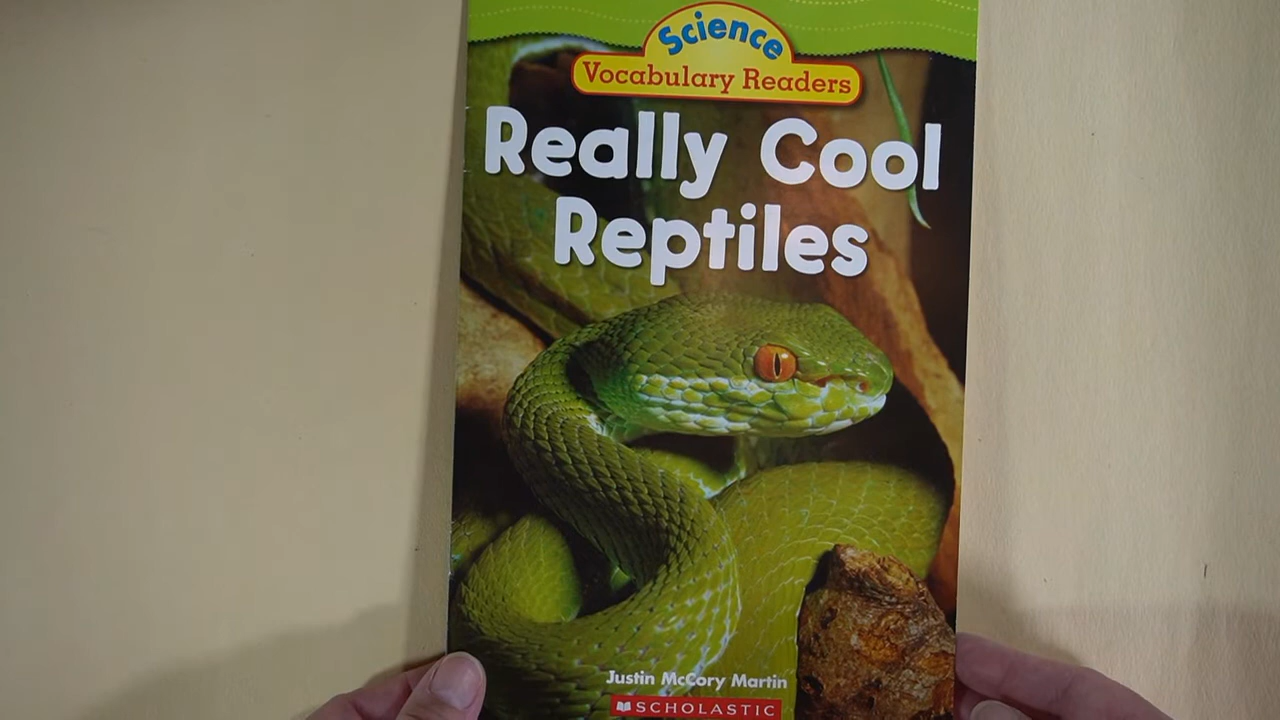 Science
Vocabulary Readers
Really Cool
Reptiles
Justin McCory Martin
SCHOLASTIC